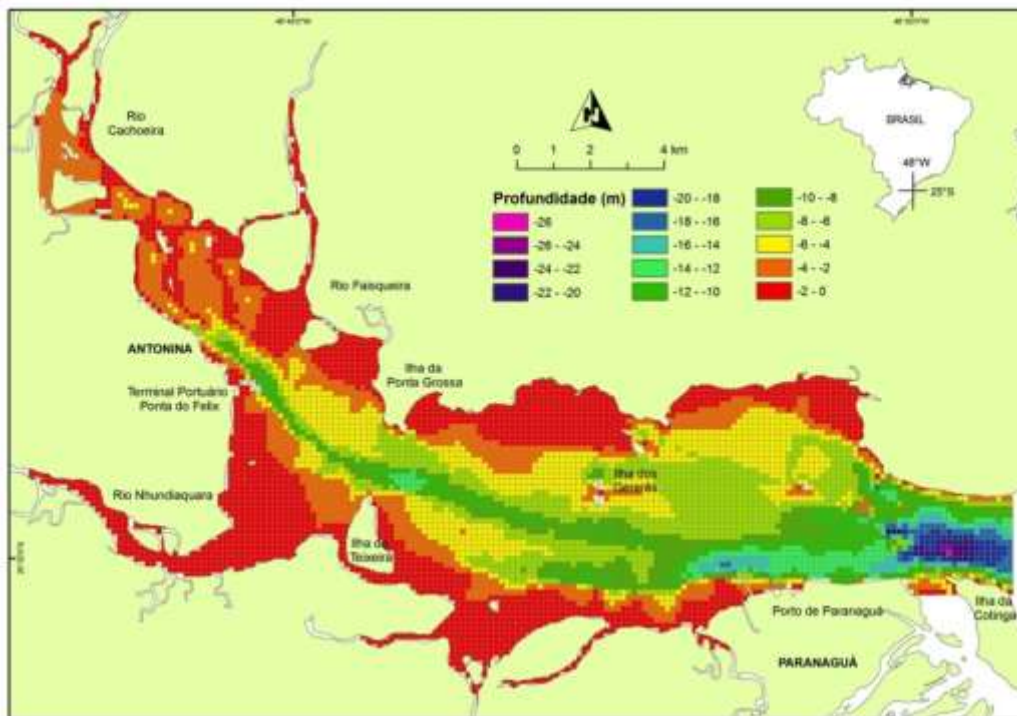 Rio
Cachoeira
BRASIL
48°W
25°S
0 2 4 km
Profundidade (m)
-26
-26 - -24
-24 - -22
-22 - -20
-20 - -18
-18 - -16
-16 - -14
-14 - -12
-12 - -10
-10 - -8
-8 - -6
-6 - -4
-4 - -2
-2 - 0
Rio Faisqueira
ANTONINA
Terminal Portuário
Ponta do Felix
Ilha da
Ponta Grossa
Rio Nhundiaquara
Ilha dos
Ilha da
Teixeira
Porto de Paranaguá
Ilha da
Cotinga
PARANAGUÁ